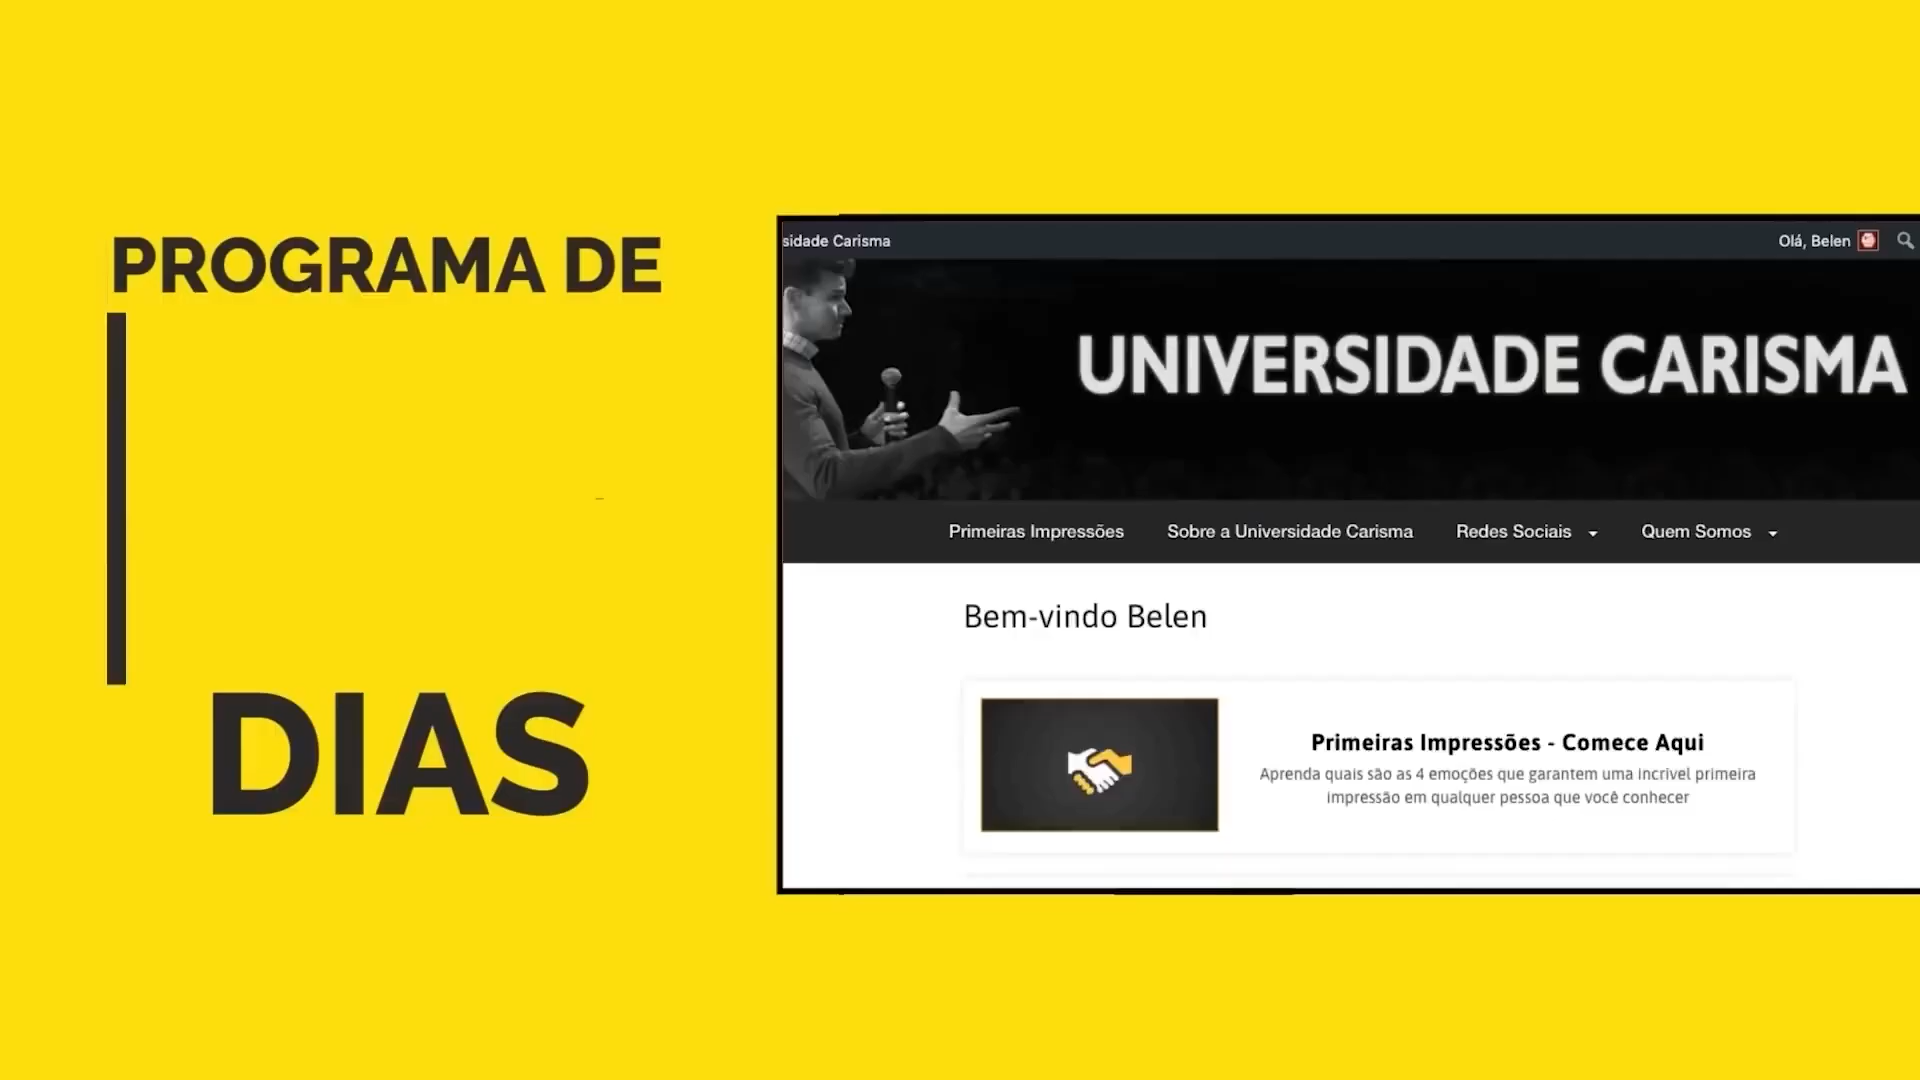 PROGRAMA DE
DIAS
sidade Carisma
Olá, Belen
UNIVERSIDADE CARISMA
Primeiras Impressões
Sobre a Universidade Carisma
Redes Sociais
Quem Somos
Bem-vindo Belen
Primeiras Impressões - Comece Aqui
Aprenda quais são as 4 emoções que garantem uma incrível primeira
impressão em qualquer pessoa que você conhecer